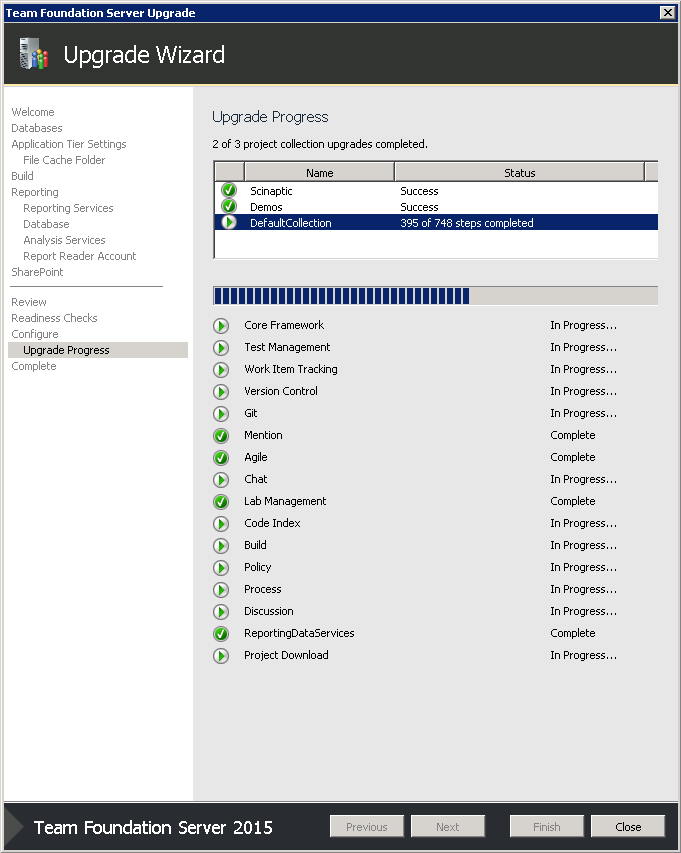 Team Foundation Server Upgrade
Upgrade Wizard
Welcome
Databases
Application Tier Settings
File Cache Folder
Build
Reporting
Reporting Services
Database
Analysis Services
Report Reader Account
SharePoint
Review
Readiness Checks
Configure
Upgrade Progress
Complete
Upgrade Progress
2 of 3 project collection upgrades completed.
Name Status
Scinaptic Success
Demos Success
DefaultCollection 395 of 748 steps completed
Core Framework In Progress...
Test Management In Progress...
Work Item Tracking In Progress...
Version Control In Progress...
Git In Progress...
Mention Complete
Agile Complete
Chat In Progress...
Lab Management Complete
Code Index In Progress...
Build In Progress...
Policy In Progress...
Process In Progress...
Discussion In Progress...
ReportingDataServices Complete
Project Download In Progress...
Team Foundation Server 2015
Previous Next Finish Close